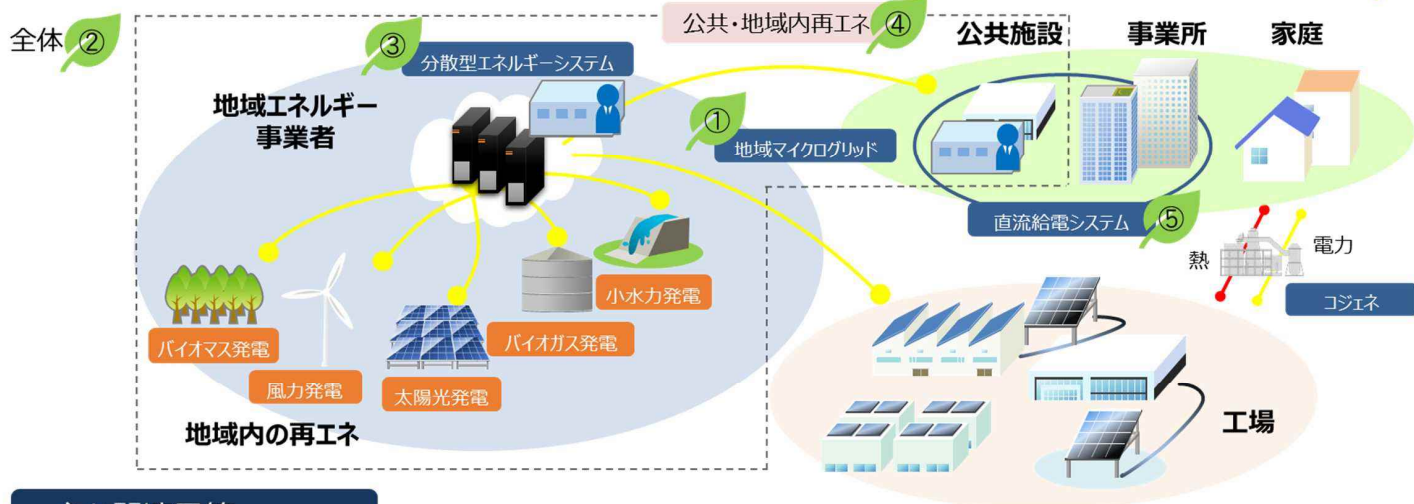 全体 ②
公共・地域内再エネ ④
③
分散型エネルギーシステム
公共施設
事業所
家庭
地域エネルギー
事業者
①
地域マイクログリッド
直流給電システム ⑤
熱
電力
コジェネ
小水力発電
バイオガス発電
バイオマス発電
風力発電
太陽光発電
地域内の再エネ
工場